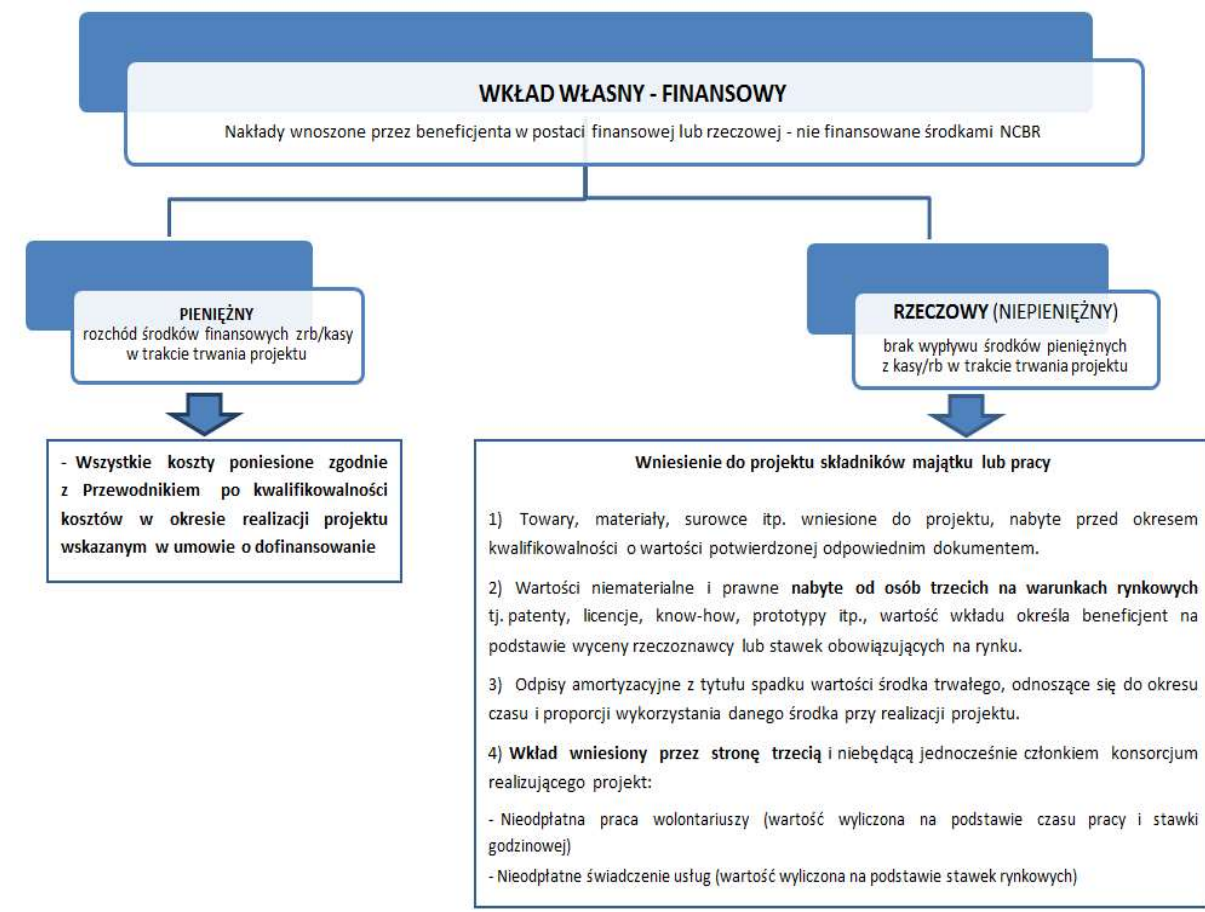 WKŁAD WŁASNY - FINANSOWY
Nakłady wnoszone przez beneficjenta w postaci finansowej lub rzeczowej - nie finansowane środkami NCBR
PIENIĘŻNY
rozchód środków finansowych zrb/kasy
w trakcie trwania projektu
- Wszystkie koszty poniesione zgodnie
z Przewodnikiem po kwalifikowalności
kosztów w okresie realizacji projektu
wskazanym w umowie o dofinansowanie
RZECZOWY (NIEPIENIĘŻNY)
brak wypływu środków pieniężnych
z kasy/rb w trakcie trwania projektu
Wniesienie do projektu składników majątku lub pracy
1) Towary, materiały, surowce itp. wniesione do projektu, nabyte przed okresem
kwalifikowalności o wartości potwierdzonej odpowiednim dokumentem.
2) Wartości niematerialne i prawne nabyte od osób trzecich na warunkach rynkowych
tj. patenty, licencje, know-how, prototypy itp., wartość wkładu określa beneficjent na
podstawie wyceny rzeczoznawcy lub stawek obowiązujących na rynku.
3) Odpisy amortyzacyjne z tytułu spadku wartości środka trwałego, odnoszące się do okresu
czasu i proporcji wykorzystania danego środka przy realizacji projektu.
4) Wkład wniesiony przez stronę trzecią i niebędącą jednocześnie członkiem konsorcjum
realizującego projekt:
- Nieodpłatna praca wolontariuszy (wartość wyliczona na podstawie czasu pracy i stawki
godzinowej)
- Nieodpłatne świadczenie usług (wartość wyliczona na podstawie stawek rynkowych)